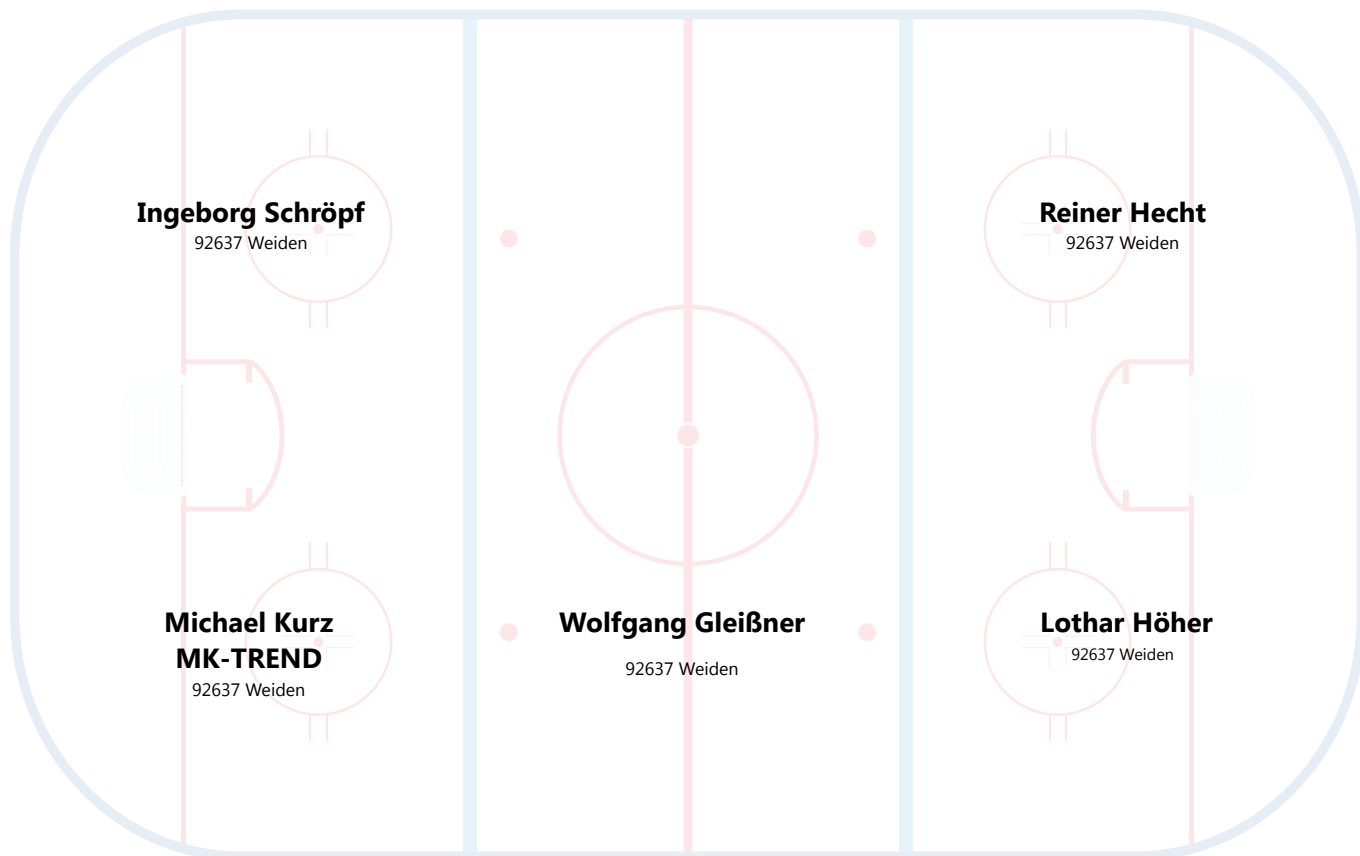 Ingeborg Schröpf
92637 Weiden
Reiner Hecht
92637 Weiden
Michael Kurz
MK-TREND
92637 Weiden
Wolfgang Gleißner
92637 Weiden
Lothar Höher
92637 Weiden